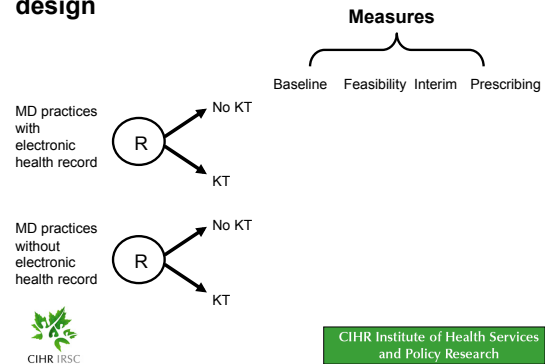 design
Measures
Baseline Feasibility Interim Prescribing
MD practices
with
electronic
health record
R
No KT
KT
MD practices
without
electronic
health record
R
No KT
KT
CIHR IRSC
CIHR Institute of Health Services
and Policy Research